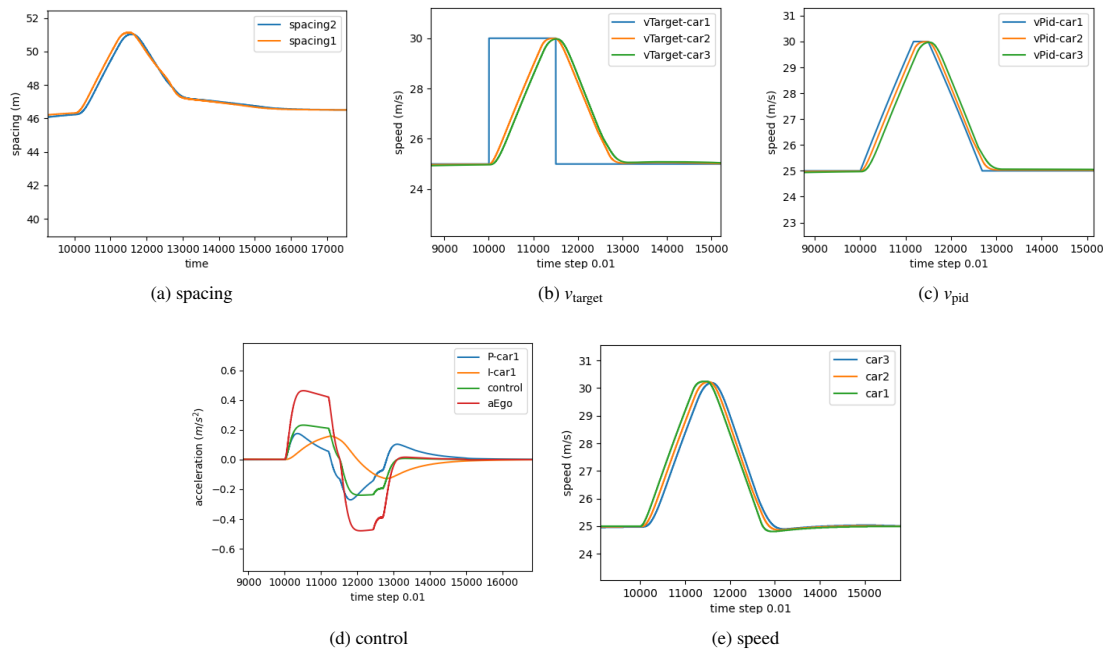 52
50
48
46
44
42
40
spacing (m)
spacing2
spacing1
10000 11000 12000 13000 14000 15000 16000 17000
time
(a) spacing
30
28
26
24
speed (m/s)
vTarget-car1
vTarget-car2
vTarget-car3
9000 10000 11000 12000 13000 14000 15000
time step 0.01
(b) vtarget
31
30
29
28
27
26
25
24
23
speed (m/s)
vPid-car1
vPid-car2
vPid-car3
9000 10000 11000 12000 13000 14000 15000
time step 0.01
(c) vpid
0.6
0.4
0.2
0.0
−0.2
−0.4
−0.6
acceleration (m/s²)
P-car1
I-car1
control
aEgo
9000 10000 11000 12000 13000 14000 15000 16000
time step 0.01
(d) control
31
30
29
28
27
26
25
24
speed (m/s)
car3
car2
car1
10000 11000 12000 13000 14000 15000
time step 0.01
(e) speed